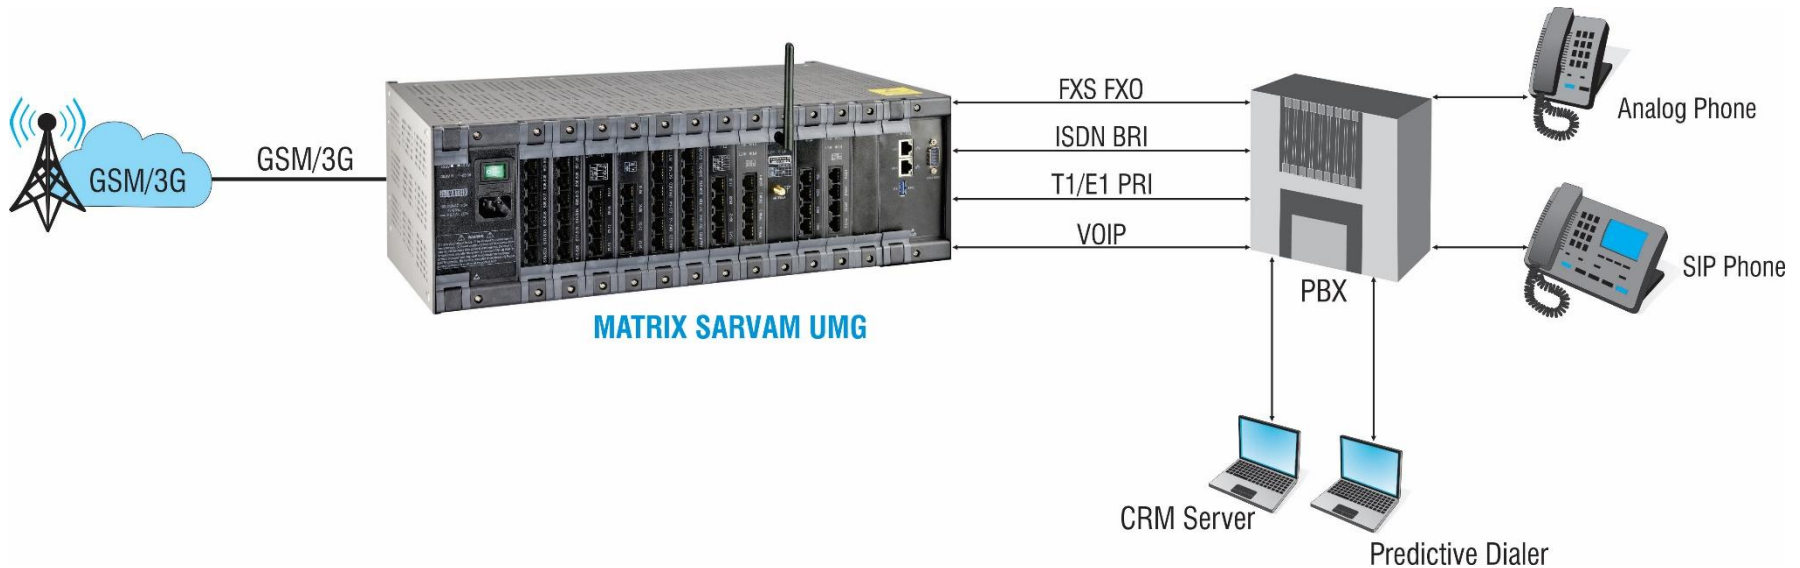 GSM/3G
GSM/3G
MATRIX SARVAM UMG
FXS FXO
ISDN BRI
T1/E1 PRI
VOIP
PBX
Analog Phone
SIP Phone
CRM Server
Predictive Dialer